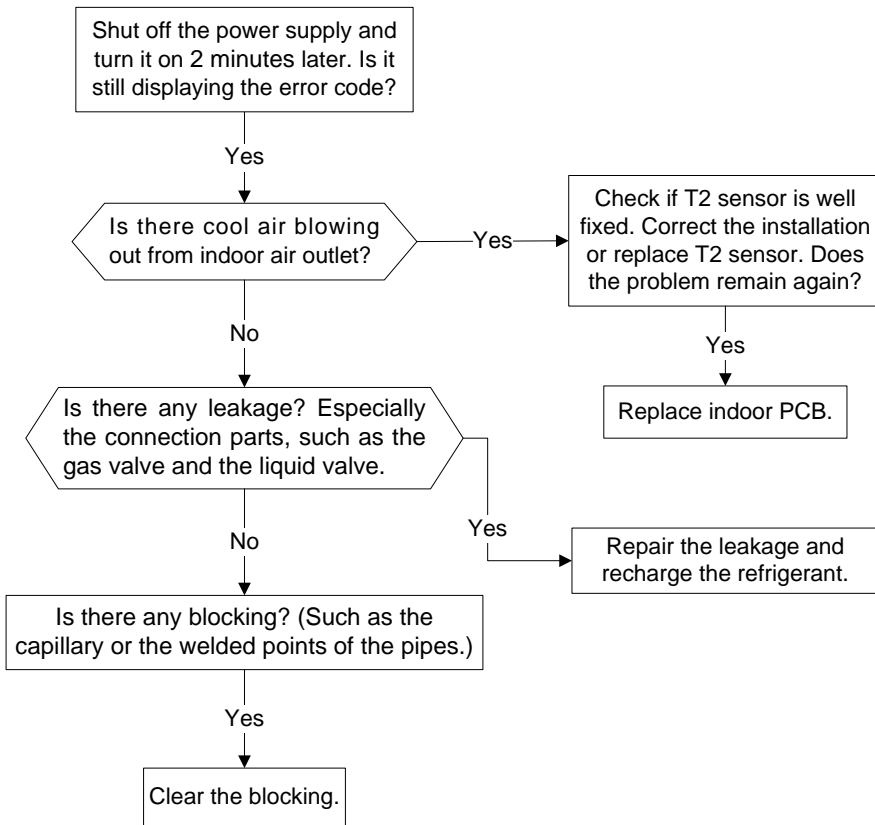 Shut off the power supply and
turn it on 2 minutes later. Is it
still displaying the error code?
Yes
Is there cool air blowing
out from indoor air outlet?
Yes
Check if T2 sensor is well
fixed. Correct the installation
or replace T2 sensor. Does
the problem remain again?
Yes
Replace indoor PCB.
No
Is there any leakage? Especially
the connection parts, such as the
gas valve and the liquid valve.
Yes
Repair the leakage and
recharge the refrigerant.
No
Is there any blocking? (Such as the
capillary or the welded points of the pipes.)
Yes
Clear the blocking.